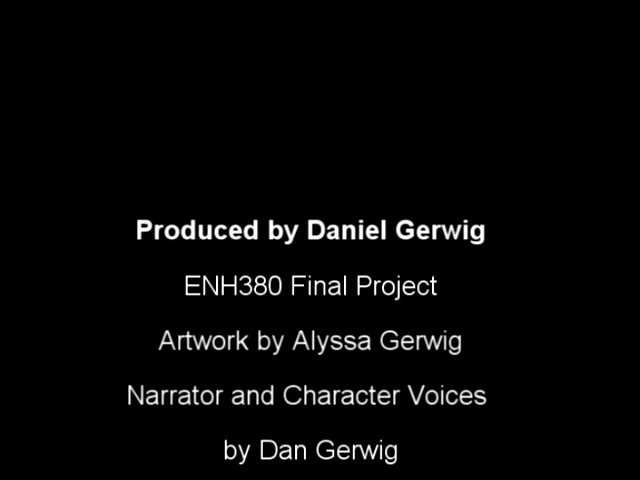 Produced by Daniel Gerwig
ENH380 Final Project
Artwork by Alyssa Gerwig
Narrator and Character Voices
by Dan Gerwig